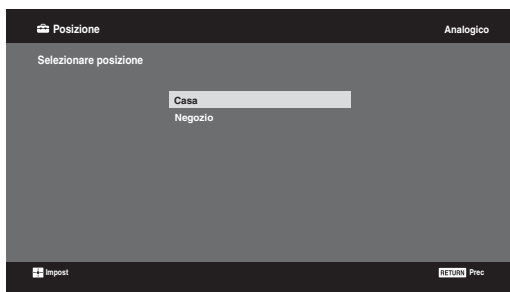 Posizione Analogico
Selezionare posizione
Casa
Negozio
Impost RETURN Prec